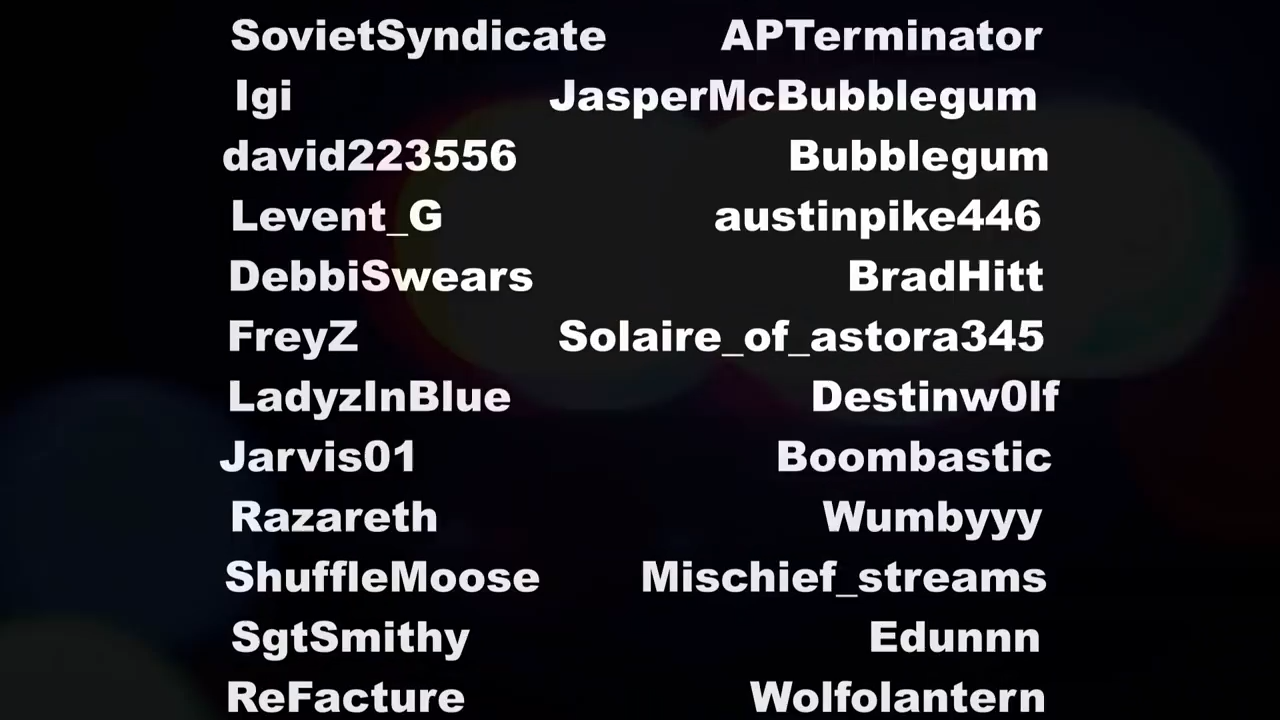 SovietSyndicate APTerminator
Igi JasperMcBubblegum
david223556 Bubblegum
Levent_G austinpike446
DebbiSwears BradHitt
FreyZ Solaire_of_astora345
LadyzInBlue Destinw0lf
Jarvis01 Boombastic
Razareth Wumbyyy
ShuffleMoose Mischief_streams
SgtSmithy Edunnn
ReFacture Wolfolantern